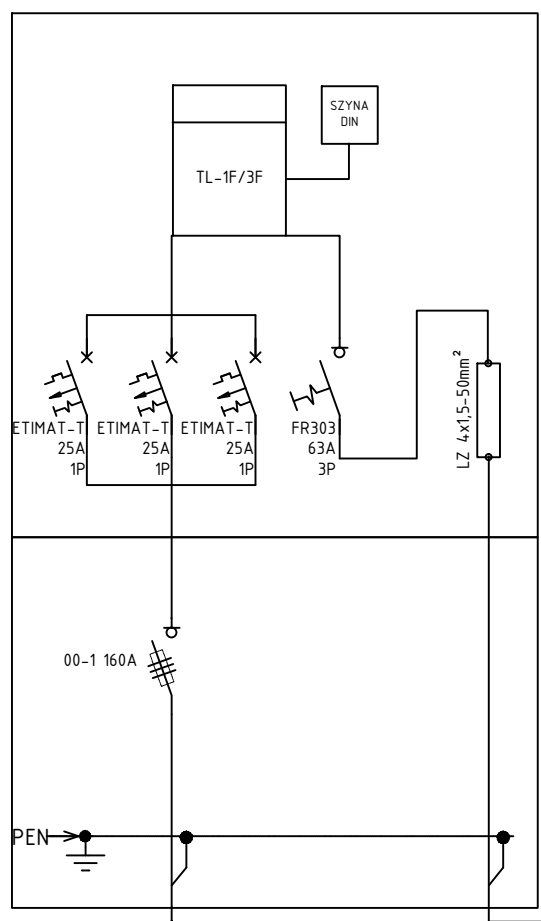 SZYNA
DIN
TL-1F/3F
ETIMAT-T
25A
1P
ETIMAT-T
25A
1P
ETIMAT-T
25A
1P
FR303
63A
3P
LZ 4x1,5-50mm²
00-1 160A
PEN